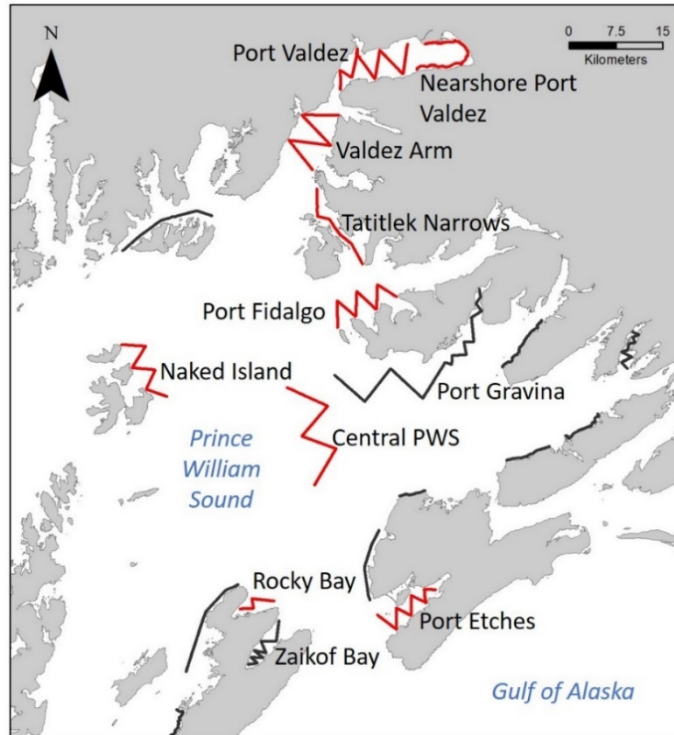 N
0 7.5 15
Kilometers
Port Valdez
Nearshore Port
Valdez
Valdez Arm
Tatitlek Narrows
Port Fidalgo
Naked Island
Port Gravina
Central PWS
Prince
William
Sound
Rocky Bay
Port Etches
Zaikof Bay
Gulf of Alaska